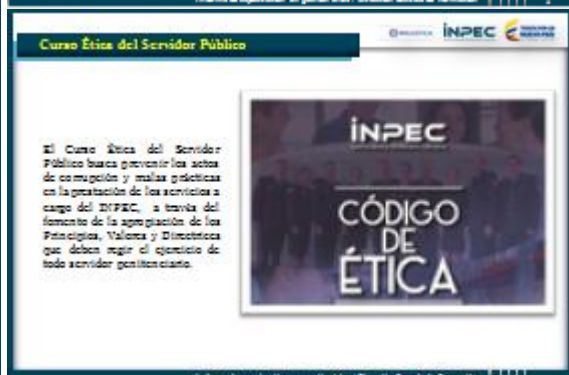 Curso Ética del Servidor Público
INPEC
El Curso Ética del Servidor
Público busca prevenir los actos
de corrupción y malas prácticas
en la prestación de los servicios a
cargo del INPEC, a través del
fomento de la apropiación de los
Principios, Valores y Directrices
que deben regir el ejercicio de
todo servidor penitenciario.
INPEC
CÓDIGO
DE
ÉTICA